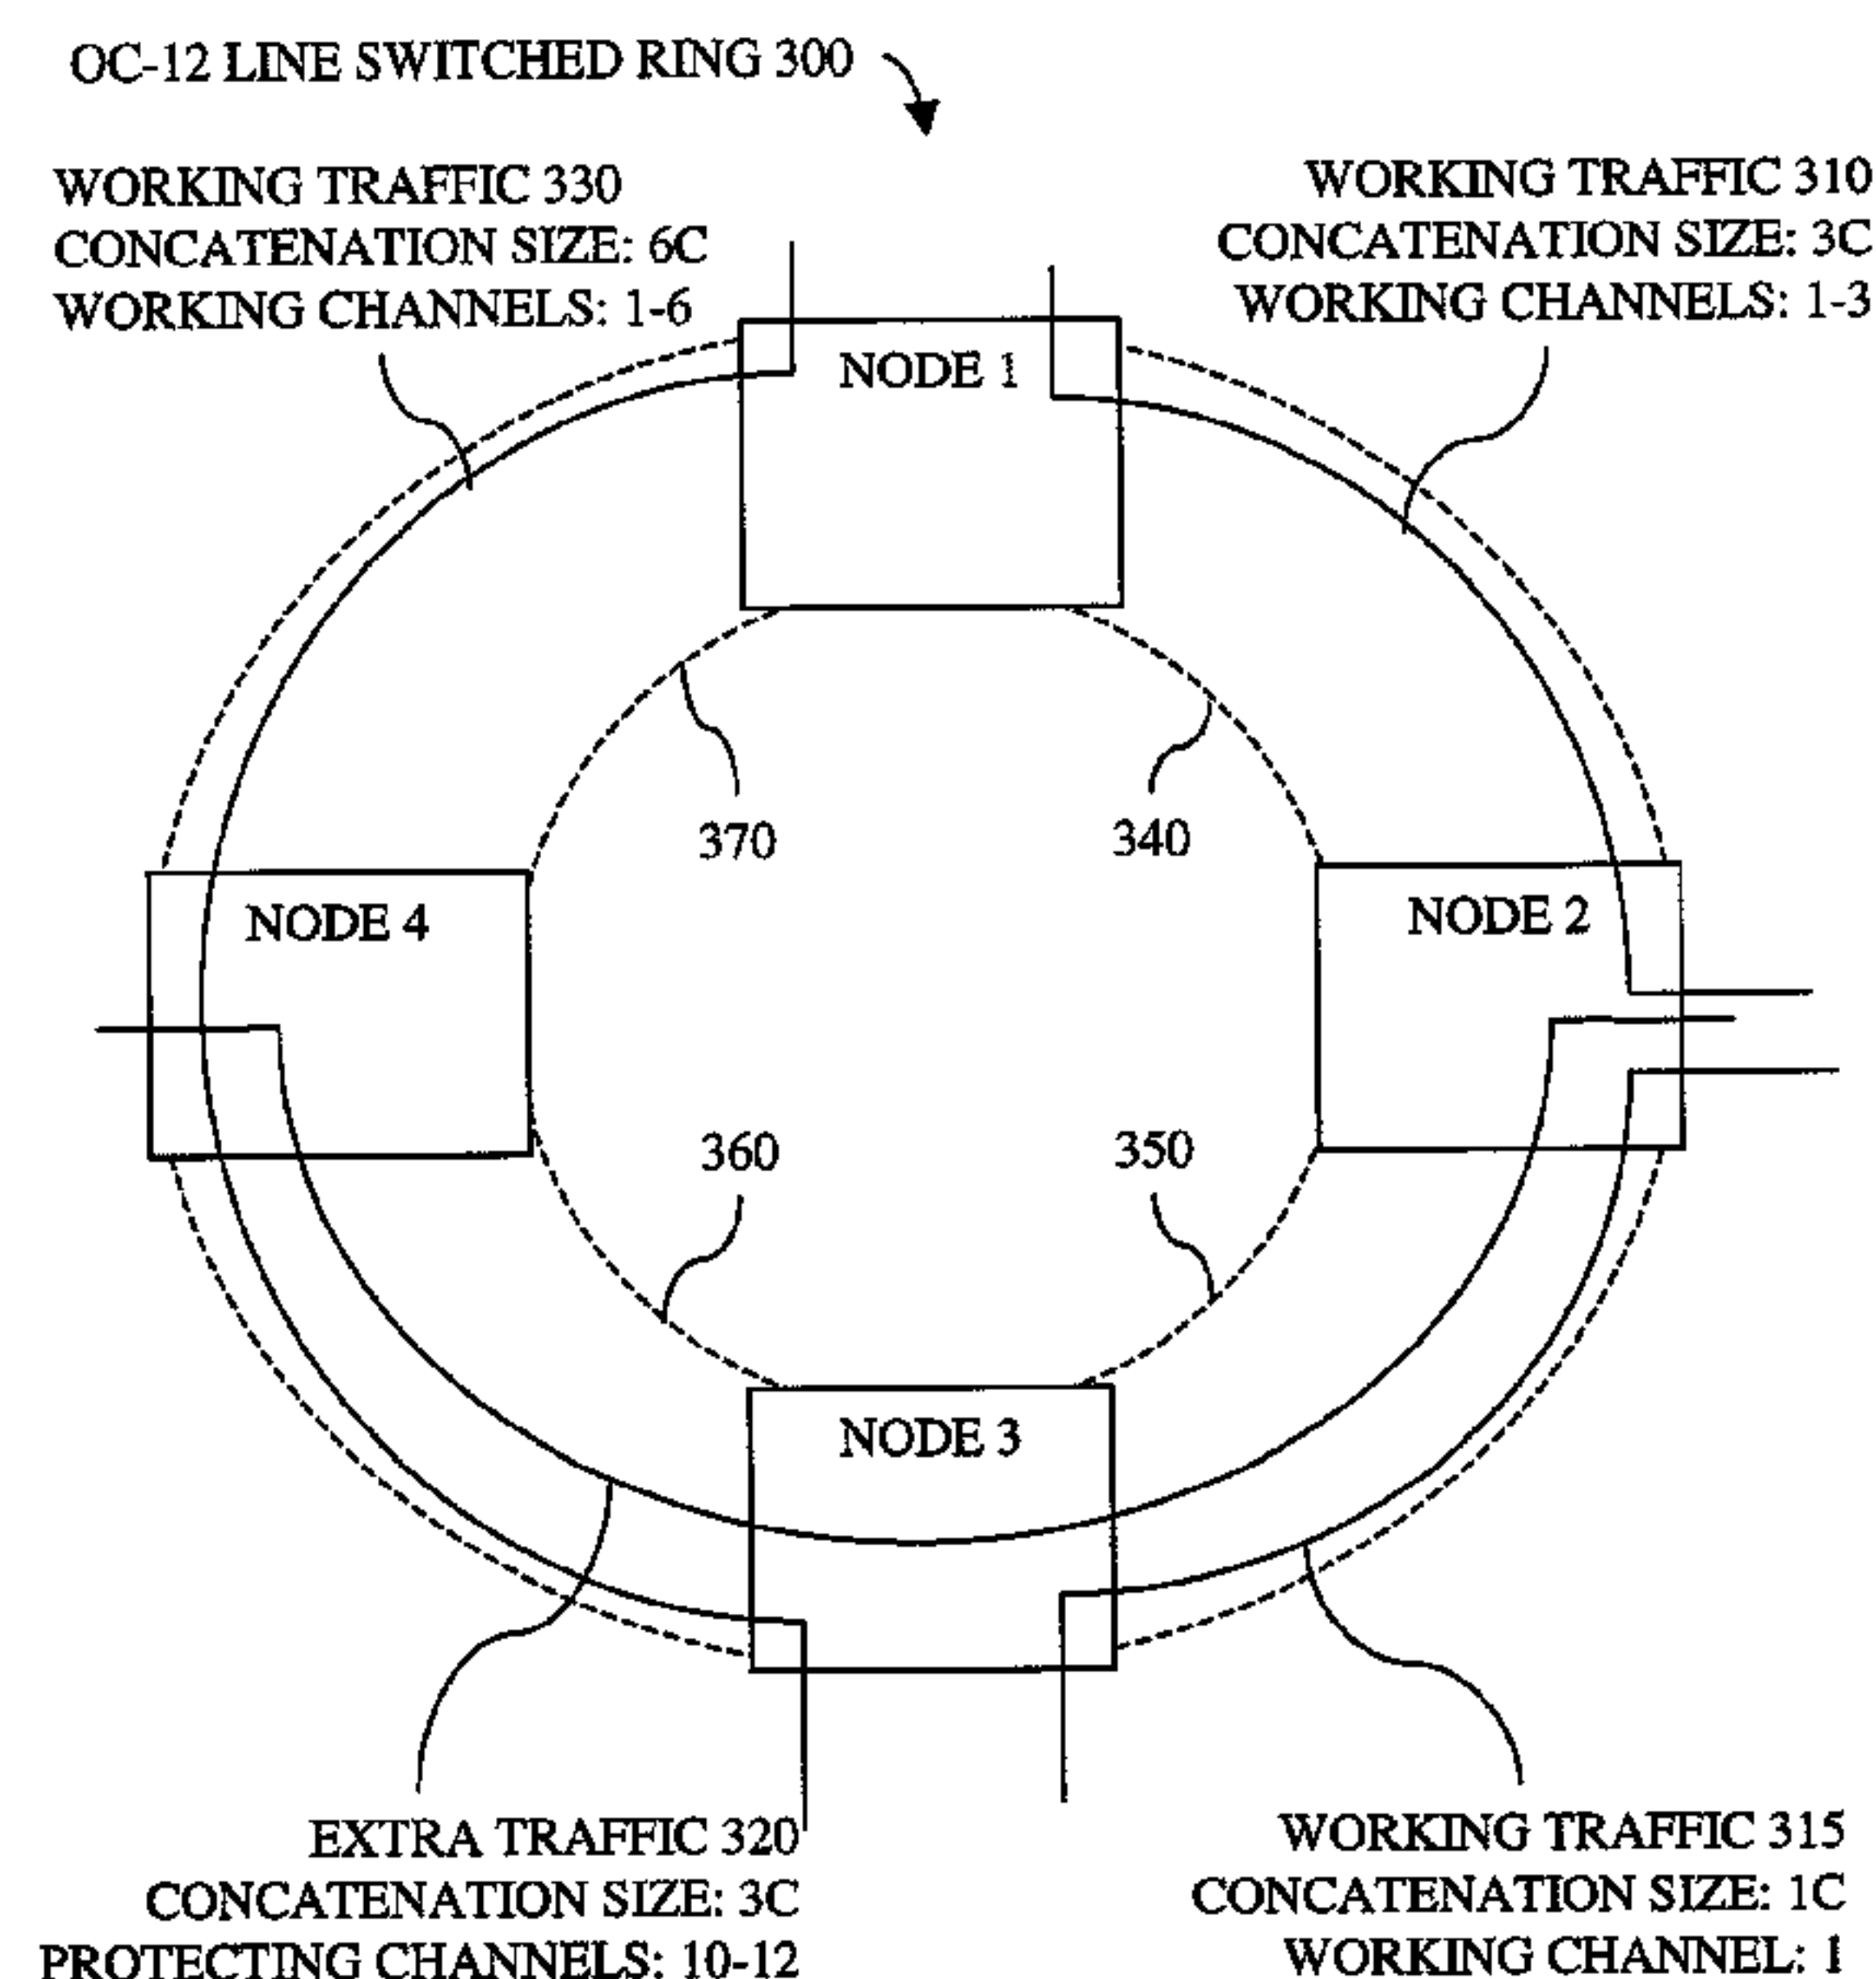 OC-12 LINE SWITCHED RING 300
WORKING TRAFFIC 330
CONCATENATION SIZE: 6C
WORKING CHANNELS: 1-6
WORKING TRAFFIC 310
CONCATENATION SIZE: 3C
WORKING CHANNELS: 1-3
NODE 1
370
340
NODE 4
NODE 2
360
350
NODE 3
EXTRA TRAFFIC 320
CONCATENATION SIZE: 3C
PROTECTING CHANNELS: 10-12
WORKING TRAFFIC 315
CONCATENATION SIZE: 1C
WORKING CHANNEL: 1